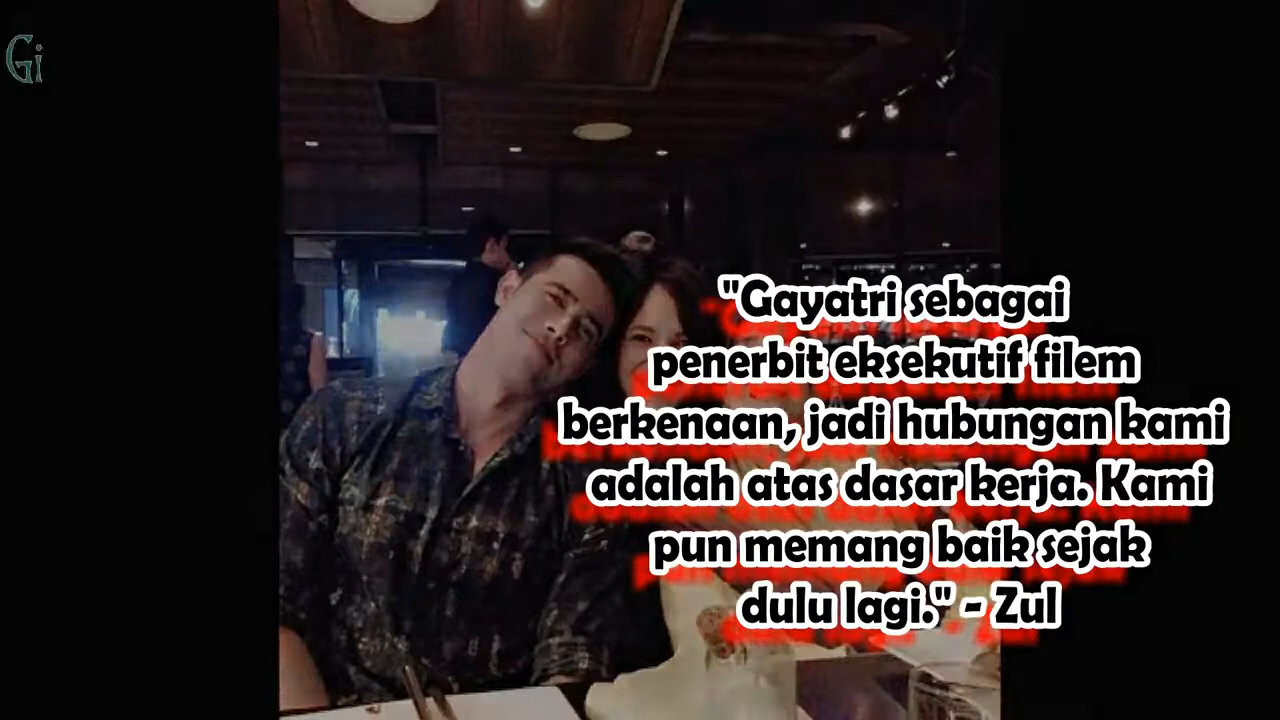 Gi
"Gayatri sebagai
penerbit eksekutif filem
berkenaan, jadi hubungan kami
adalah atas dasar kerja. Kami
pun memang baik sejak
dulu lagi." - Zul